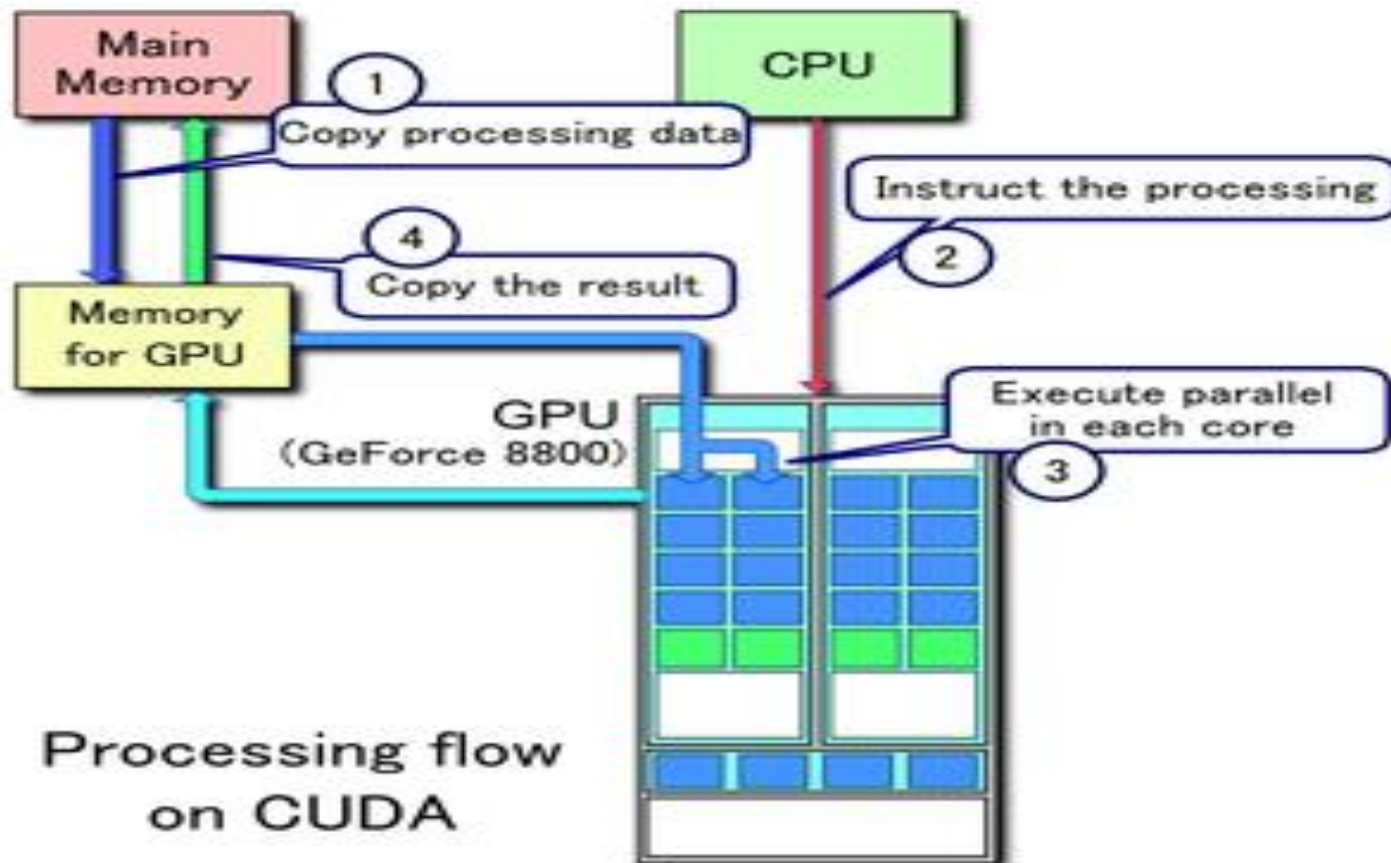 Main
Memory
CPU
1
Copy processing data
Instruct the processing
2
4
Copy the result
Memory
for GPU
Execute parallel
in each core
3
GPU
(GeForce 8800)
Processing flow
on CUDA